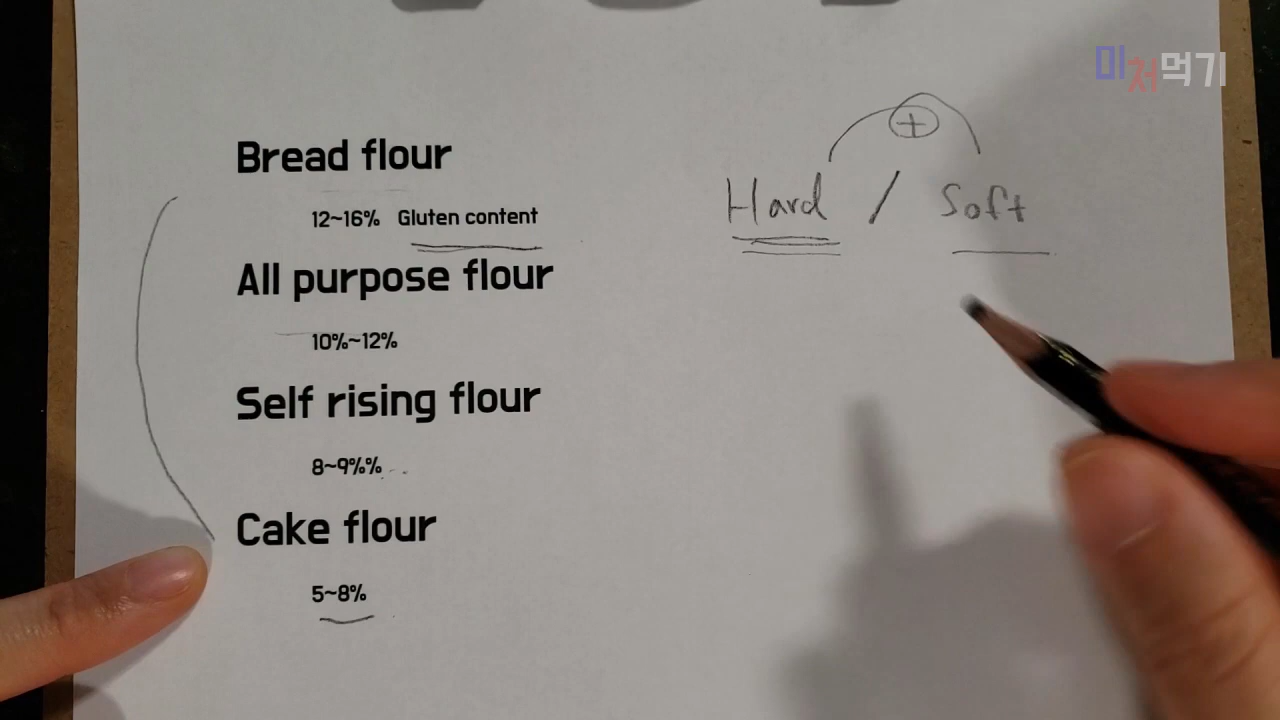 미저먹기
Bread flour
12~16% Gluten content
All purpose flour
10%~12%
Self rising flour
8~9%%
Cake flour
5~8%
Hard / Soft
+